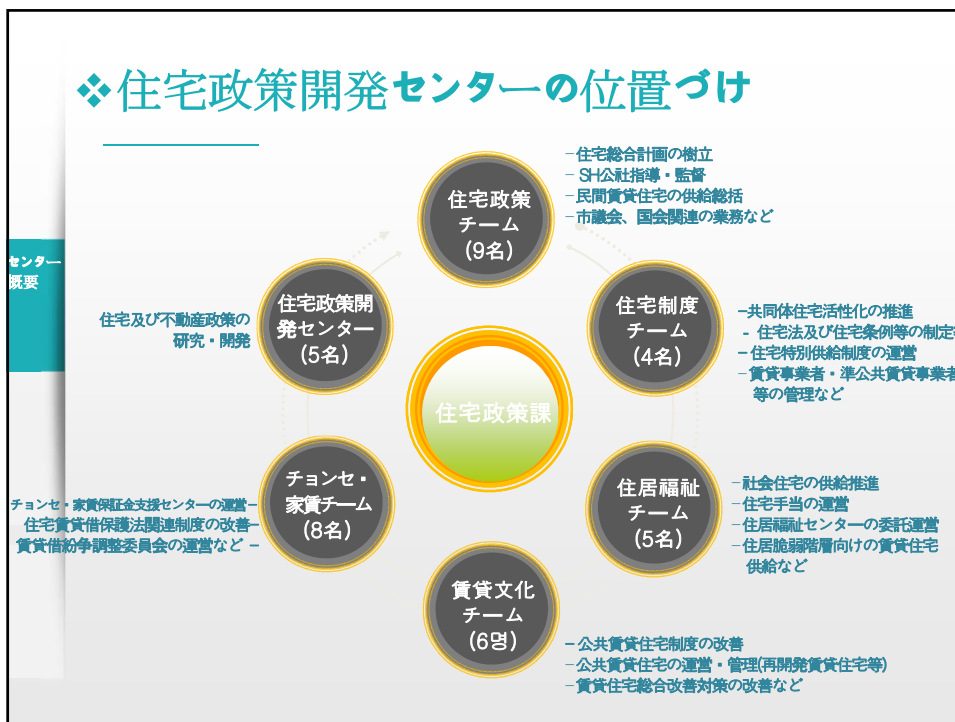 ❖住宅政策開発センターの位置づけ
センター
概要
住宅政策
チーム
(9名)
－住宅総合計画の樹立
－ SH公社指導・監督
－民間賃貸住宅の供給総括
－市議会、国会関連の業務など
住宅政策開
発センター
(5名)
住宅及び不動産政策の
研究・開発
住宅制度
チーム
(4名)
－共同体住宅活性化の推進
- 住宅法及び住宅条例等の制定
－住宅特別供給制度の運営
－賃貸事業者・準公共賃貸事業者
等の管理など
住宅政策課
チョンセ・
家賃チーム
(8名)
チョンセ・家賃保証金支援センターの運営－
住宅賃貸借保護法関連制度の改善－
賃貸借紛争調整委員会の運営など －
住居福祉
チーム
(5名)
－社会住宅の供給推進
－住宅手当の運営
－住居福祉センターの委託運営
－住居脆弱階層向けの賃貸住宅
供給など
賃貸文化
チーム
(6명)
－公共賃貸住宅制度の改善
－公共賃貸住宅の運営・管理(再開発賃貸住宅等)
－賃貸住宅総合改善対策の改善など